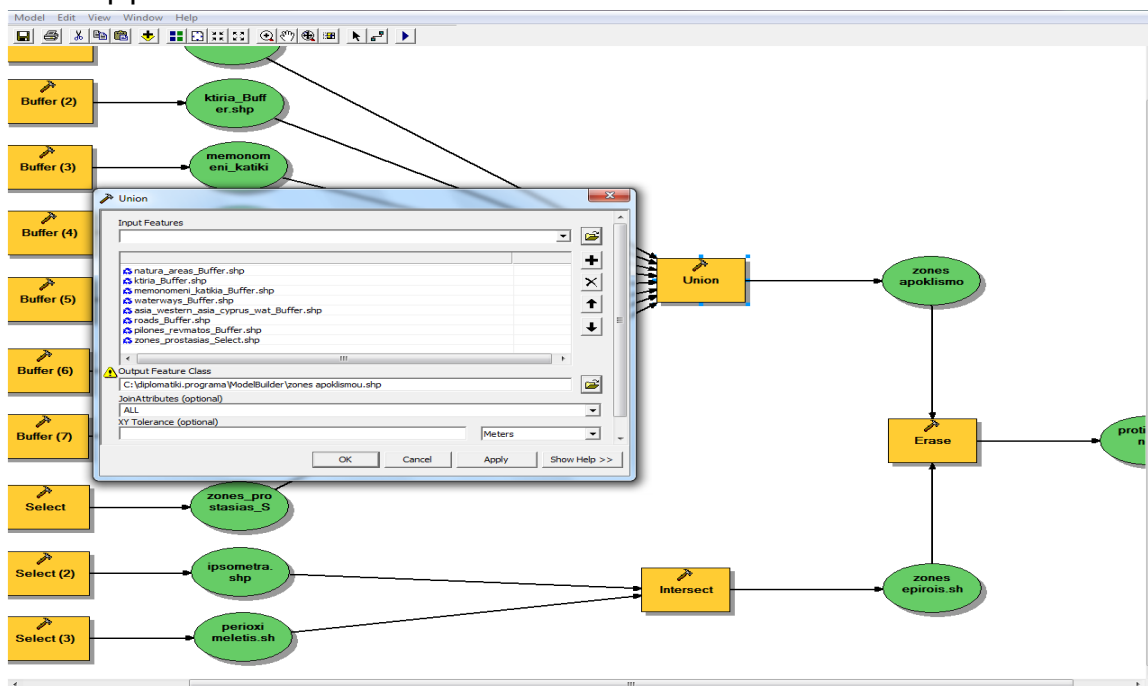 Model Edit View Window Help
Buffer (2)
ktiria_Buff
er.shp
Buffer (3)
memonom
eni_katiki
Buffer (4)
Buffer (5)
Buffer (6)
Buffer (7)
Select
zones_pro
stasias_S
Select (2)
ipsometra.
shp
Select (3)
perioxi
meletis.sh
Union
Input Features
natura_areas_Buffer.shp
ktiria_Buffer.shp
memonomeni_katikia_Buffer.shp
waterways_Buffer.shp
asia_western_asia_cyprus_wat_Buffer.shp
roads_Buffer.shp
pilones_revmatos_Buffer.shp
zones_prostasias_Select.shp
Output Feature Class
C:\diplomatiki.programa\ModelBuilder\zones apoklismou.shp
JoinAttributes (optional)
ALL
XY Tolerance (optional)
Meters
OK Cancel Apply Show Help >>
Union
zones
apoklismo
Erase
proti
n
Intersect
zones
epirois.sh